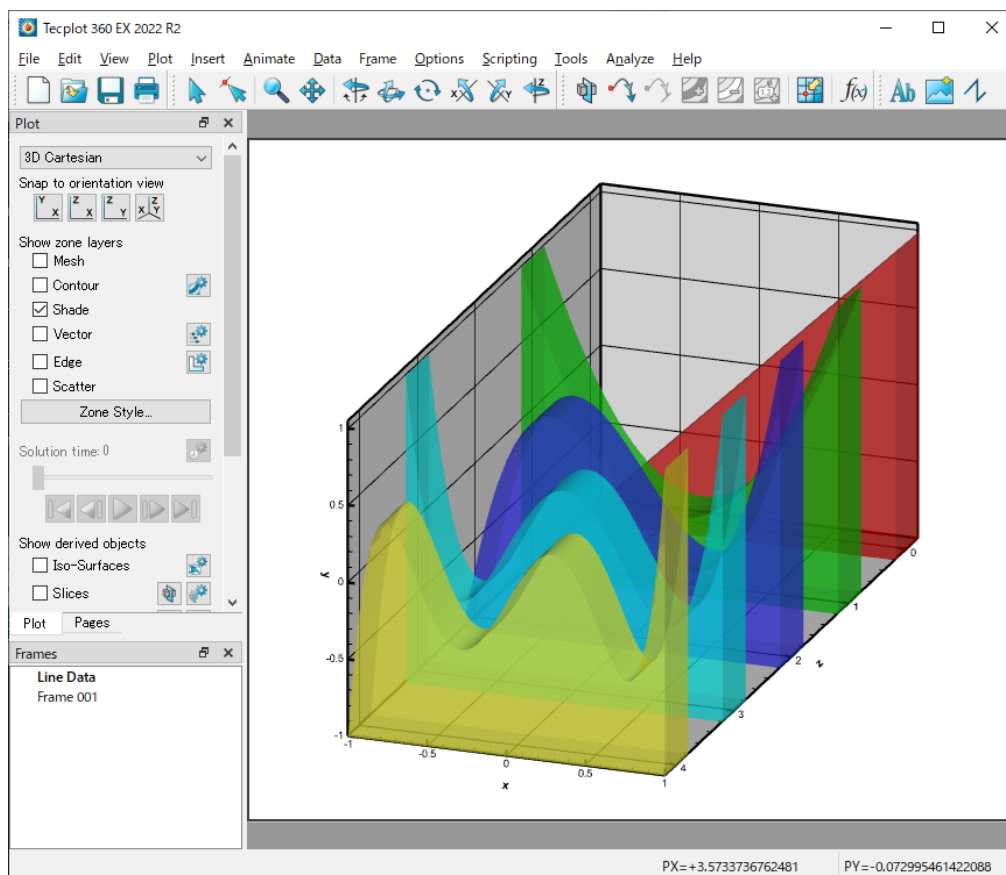 Tecplot 360 EX 2022 R2
File Edit View Plot Insert Animate Data Frame Options Scripting Tools Analyze Help
f(x) Ab
Plot
3D Cartesian
Snap to orientation view
Y X Z X Z Y X Z Y
Show zone layers
Mesh
Contour
Shade
Vector
Edge
Scatter
Zone Style...
Solution time: 0
Show derived objects
Iso-Surfaces
Slices
Plot Pages
Frames
Line Data
Frame 001
1
0.5
0
-0.5
-1
y
-1
-0.5
0
0.5
1
x
0
1
2
3
4
z
PX=+3.5733736762481 PY=-0.072995461422088